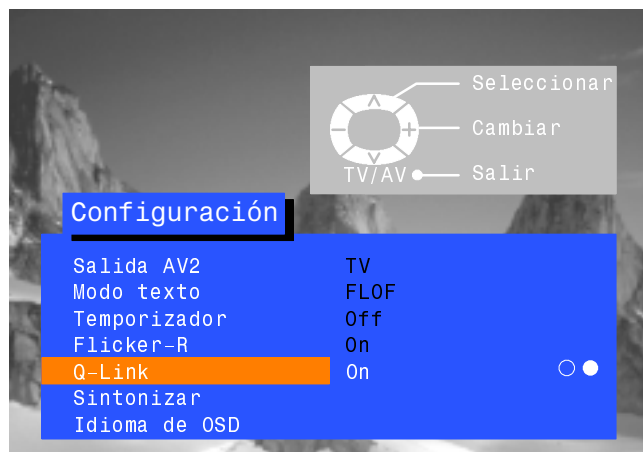 Seleccionar
Cambiar
TV/AV Salir
Configuración
Salida AV2 TV
Modo texto FLOF
Temporizador Off
Flicker-R On
Q-Link On
Sintonizar
Idioma de OSD